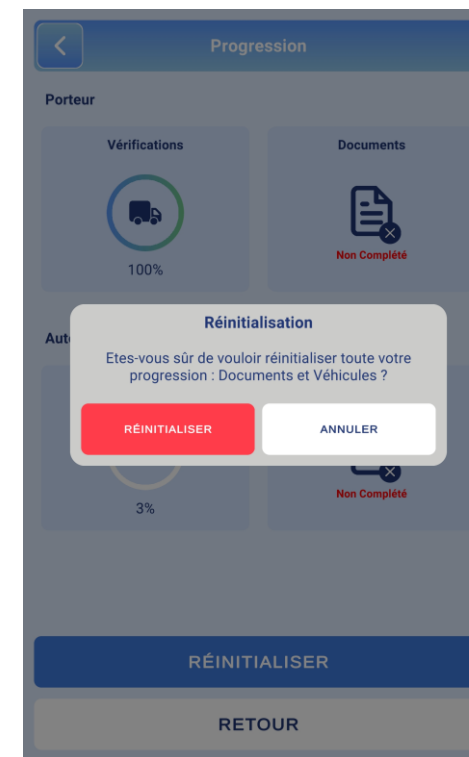 Progression
Porteur
Vérifications
Documents
100%
Non Complété
Réinitialisation
Etes-vous sûr de vouloir réinitialiser toute votre
progression : Documents et Véhicules ?
RÉINITIALISER
ANNULER
3%
Non Complété
RÉINITIALISER
RETOUR